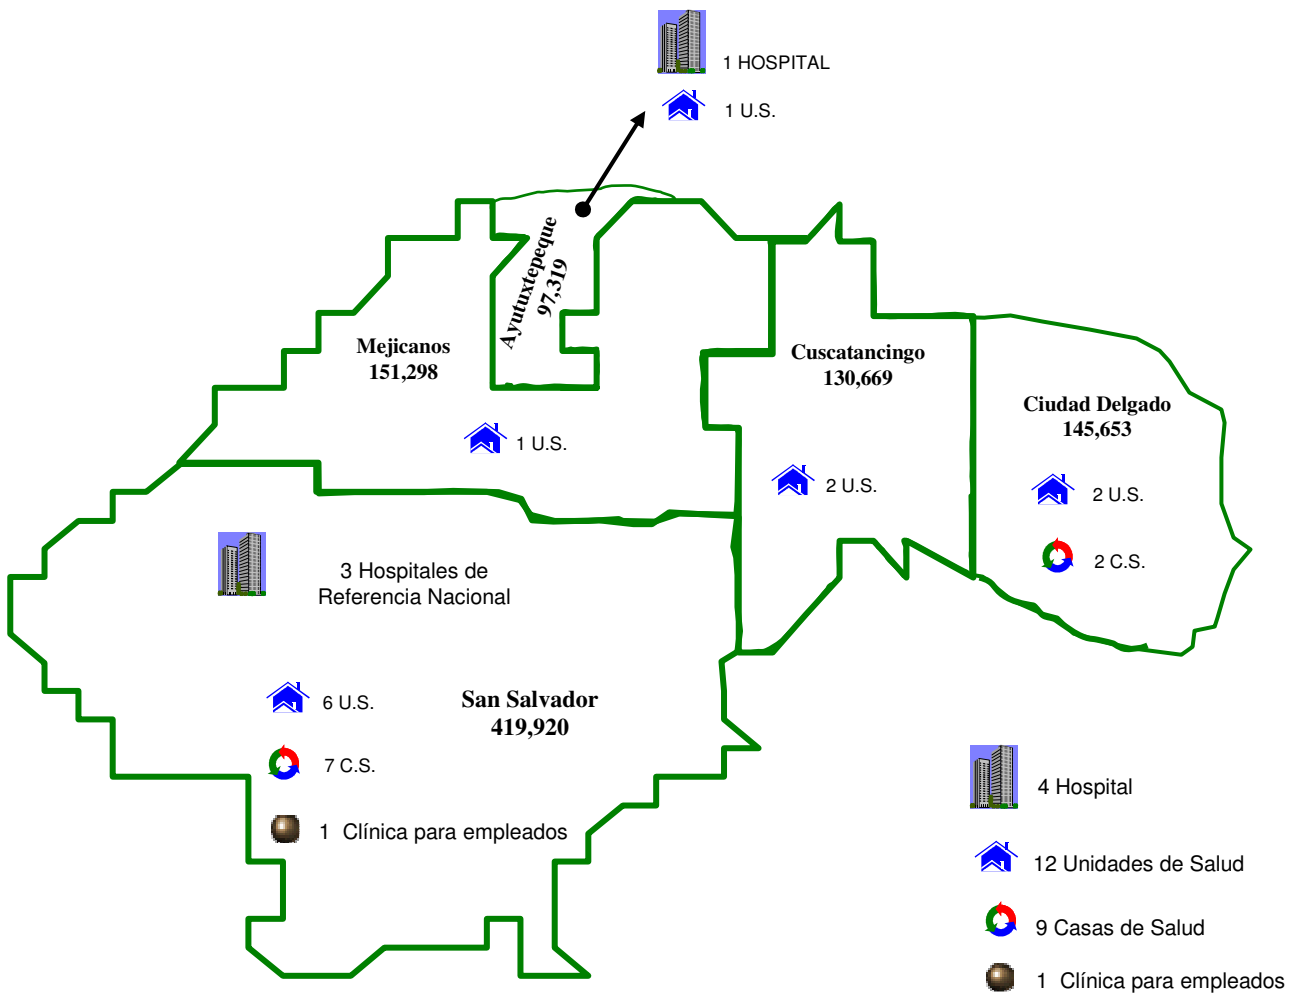 1 HOSPITAL
1 U.S.
Ayutuxtepeque
97,319
Mejicanos
151,298
1 U.S.
Cuscatancingo
130,669
2 U.S.
Ciudad Delgado
145,653
2 U.S.
2 C.S.
3 Hospitales de
Referencia Nacional
6 U.S.
7 C.S.
1 Clínica para empleados
San Salvador
419,920
4 Hospital
12 Unidades de Salud
9 Casas de Salud
1 Clínica para empleados